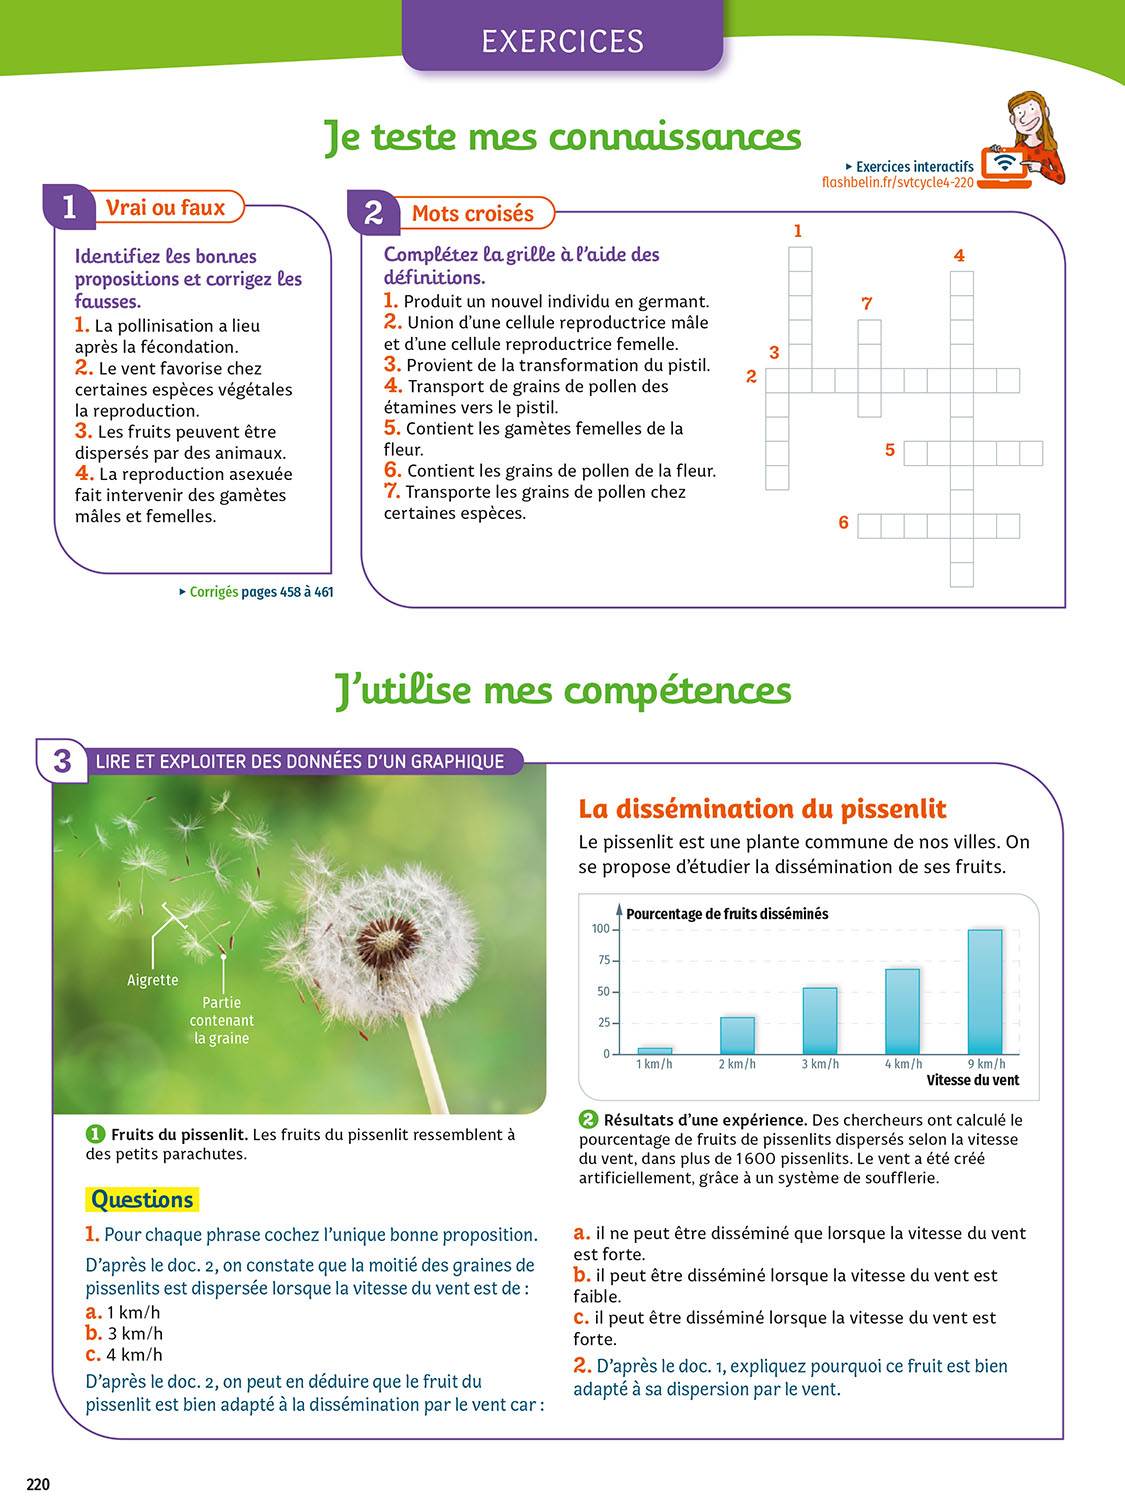 EXERCICES
Je teste mes connaissances
▸ Exercices interactifs
flashbelin.fr/svtcycle4-220
1 Vrai ou faux
Identifiez les bonnes
propositions et corrigez les
fausses.
1. La pollinisation a lieu
après la fécondation.
2. Le vent favorise chez
certaines espèces végétales
la reproduction.
3. Les fruits peuvent être
dispersés par des animaux.
4. La reproduction asexuée
fait intervenir des gamètes
mâles et femelles.
▸ Corrigés pages 458 à 461
2 Mots croisés
Complétez la grille à l'aide des
définitions.
1. Produit un nouvel individu en germant.
2. Union d'une cellule reproductrice mâle
et d'une cellule reproductrice femelle.
3. Provient de la transformation du pistil.
4. Transport de grains de pollen des
étamines vers le pistil.
5. Contient les gamètes femelles de la
fleur.
6. Contient les grains de pollen de la fleur.
7. Transporte les grains de pollen chez
certaines espèces.
1
4
7
3
2
5
6
J'utilise mes compétences
3 LIRE ET EXPLOITER DES DONNÉES D'UN GRAPHIQUE
Aigrette
Partie
contenant
la graine
1 Fruits du pissenlit. Les fruits du pissenlit ressemblent à
des petits parachutes.
La dissémination du pissenlit
Le pissenlit est une plante commune de nos villes. On
se propose d'étudier la dissémination de ses fruits.
Pourcentage de fruits disséminés
100
75
50
25
0
1 km/h 2 km/h 3 km/h 4 km/h 9 km/h
Vitesse du vent
2 Résultats d'une expérience. Des chercheurs ont calculé le
pourcentage de fruits de pissenlits dispersés selon la vitesse
du vent, dans plus de 1600 pissenlits. Le vent a été créé
artificiellement, grâce à un système de soufflerie.
Questions
1. Pour chaque phrase cochez l'unique bonne proposition.
D'après le doc. 2, on constate que la moitié des graines de
pissenlits est dispersée lorsque la vitesse du vent est de :
a. 1 km/h
b. 3 km/h
c. 4 km/h
D'après le doc. 2, on peut en déduire que le fruit du
pissenlit est bien adapté à la dissémination par le vent car :
a. il ne peut être disséminé que lorsque la vitesse du vent
est forte.
b. il peut être disséminé lorsque la vitesse du vent est
faible.
c. il peut être disséminé lorsque la vitesse du vent est
forte.
2. D'après le doc. 1, expliquez pourquoi ce fruit est bien
adapté à sa dispersion par le vent.
220